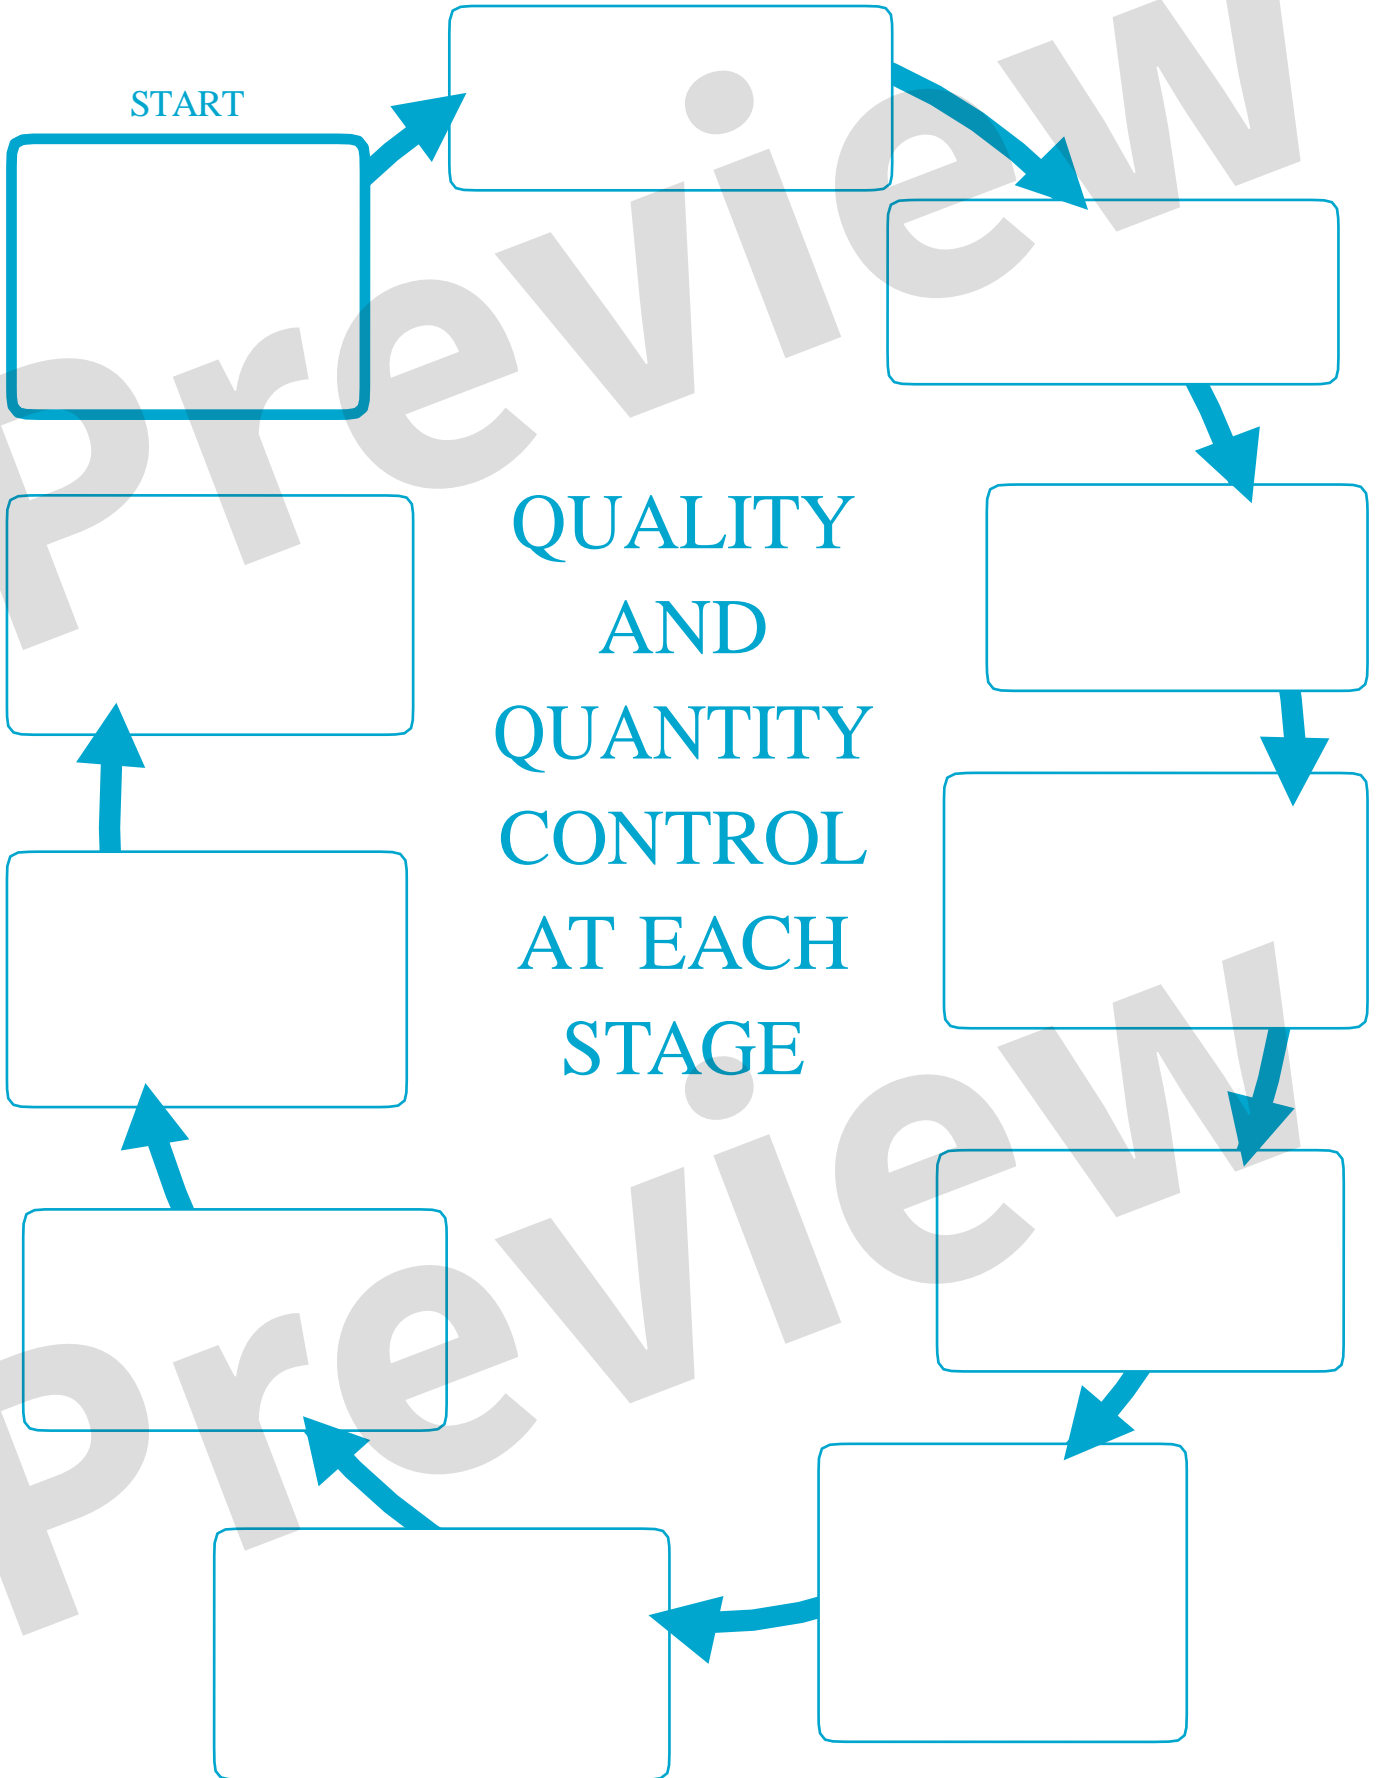 START
QUALITY
AND
QUANTITY
CONTROL
AT EACH
STAGE
Preview
Preview